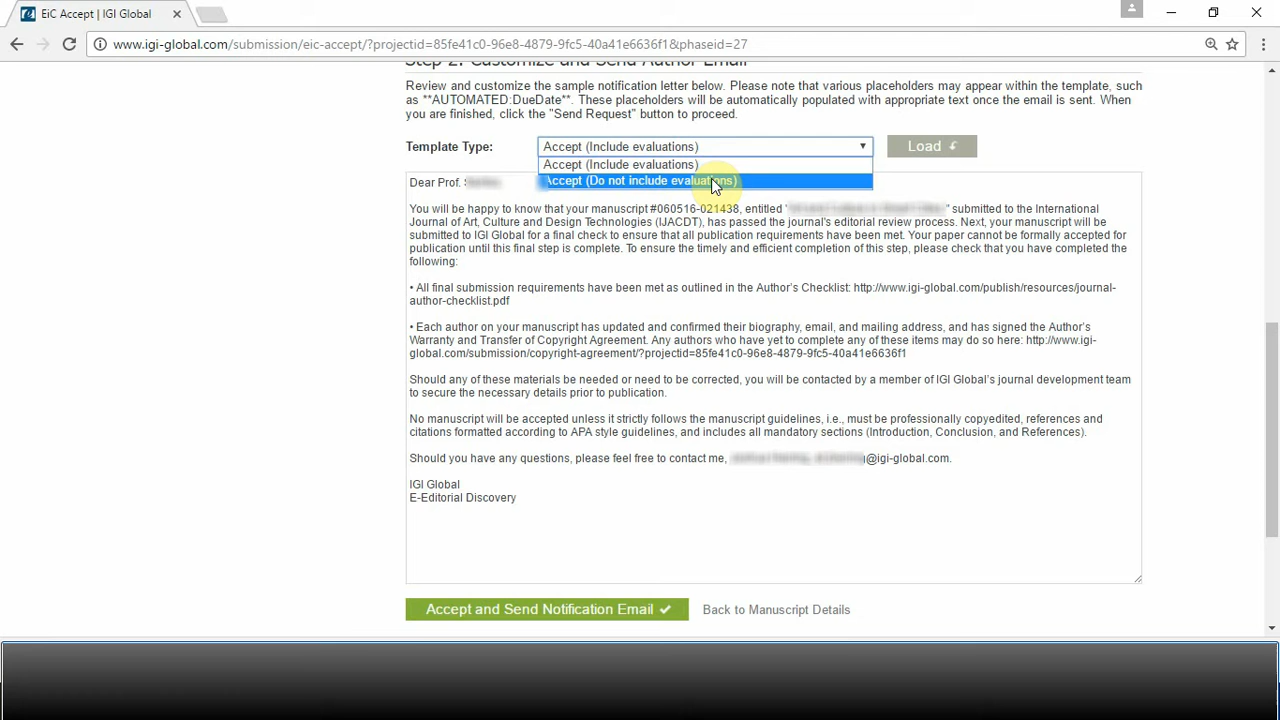 EiC Accept | IGI Global
www.igi-global.com/submission/eic-accept/?projectid=85fe41c0-96e8-4879-9fc5-40a41e6636f1&phaseid=27
Step 2: Customize and Send Author Email
Review and customize the sample notification letter below. Please note that various placeholders may appear within the template, such
as **AUTOMATED:DueDate**. These placeholders will be automatically populated with appropriate text once the email is sent. When
you are finished, click the "Send Request" button to proceed.
Template Type: Accept (Include evaluations) Load
Accept (Include evaluations)
Accept (Do not include evaluations)
Dear Prof.
You will be happy to know that your manuscript #060516-021438, entitled " " submitted to the International
Journal of Art, Culture and Design Technologies (IJACDT), has passed the journal's editorial review process. Next, your manuscript will be
submitted to IGI Global for a final check to ensure that all publication requirements have been met. Your paper cannot be formally accepted for
publication until this final step is complete. To ensure the timely and efficient completion of this step, please check that you have completed the
following:
• All final submission requirements have been met as outlined in the Author's Checklist: http://www.igi-global.com/publish/resources/journal-
author-checklist.pdf
• Each author on your manuscript has updated and confirmed their biography, email, and mailing address, and has signed the Author's
Warranty and Transfer of Copyright Agreement. Any authors who have yet to complete any of these items may do so here: http://www.igi-
global.com/submission/copyright-agreement/?projectid=85fe41c0-96e8-4879-9fc5-40a41e6636f1
Should any of these materials be needed or need to be corrected, you will be contacted by a member of IGI Global's journal development team
to secure the necessary details prior to publication.
No manuscript will be accepted unless it strictly follows the manuscript guidelines, i.e., must be professionally copyedited, references and
citations formatted according to APA style guidelines, and includes all mandatory sections (Introduction, Conclusion, and References).
Should you have any questions, please feel free to contact me, @igi-global.com.
IGI Global
E-Editorial Discovery
Accept and Send Notification Email Back to Manuscript Details